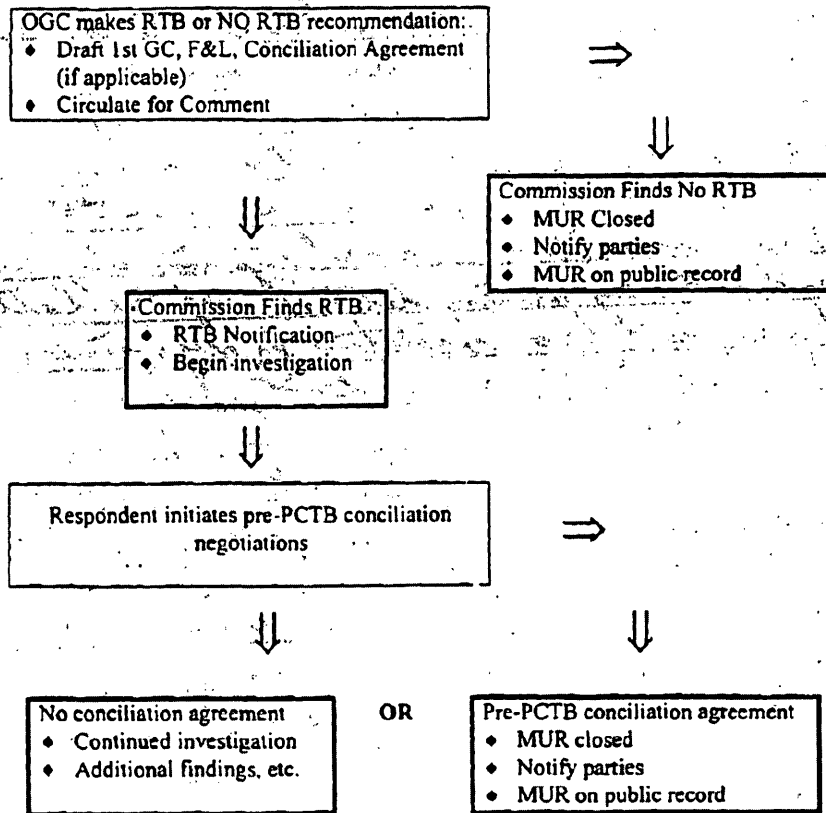 OGC makes RTB or NO RTB recommendation:
♦ Draft 1st GC, F&L, Conciliation Agreement
(if applicable)
♦ Circulate for Comment
⇒
⇓
⇓
Commission Finds No RTB
♦ MUR Closed
♦ Notify parties
♦ MUR on public record
Commission Finds RTB
♦ RTB Notification
♦ Begin investigation
⇓
Respondent initiates pre-PCTB conciliation
negotiations
⇒
⇓
⇓
No conciliation agreement
♦ Continued investigation
♦ Additional findings, etc.
OR
Pre-PCTB conciliation agreement
♦ MUR closed
♦ Notify parties
♦ MUR on public record